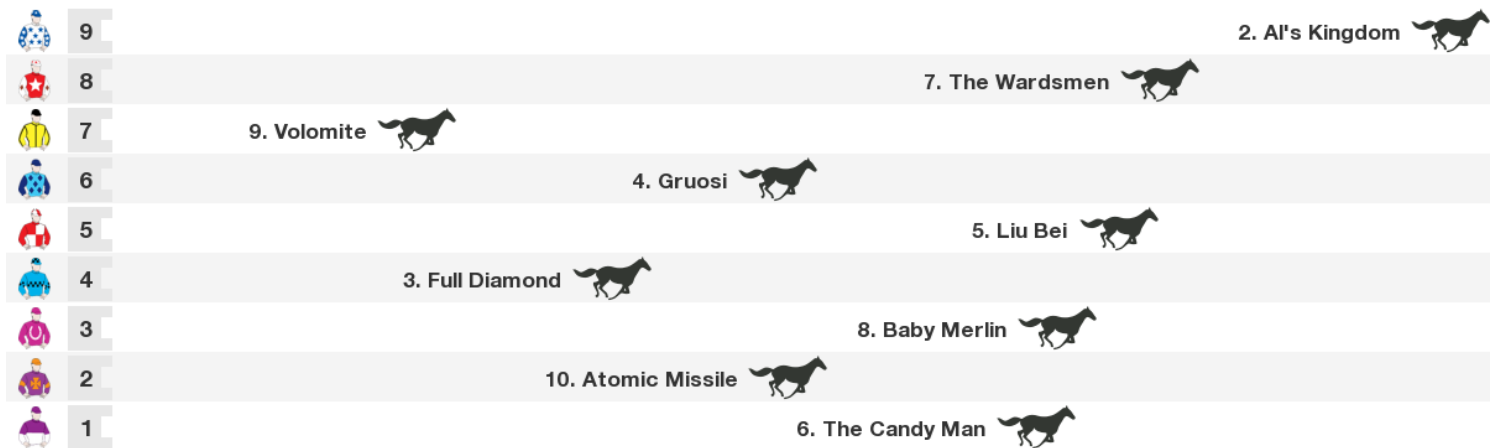 9 2. Al's Kingdom
8 7. The Wardsmen
7 9. Volomite
6 4. Gruosi
5 5. Liu Bei
4 3. Full Diamond
3 8. Baby Merlin
2 10. Atomic Missile
1 6. The Candy Man